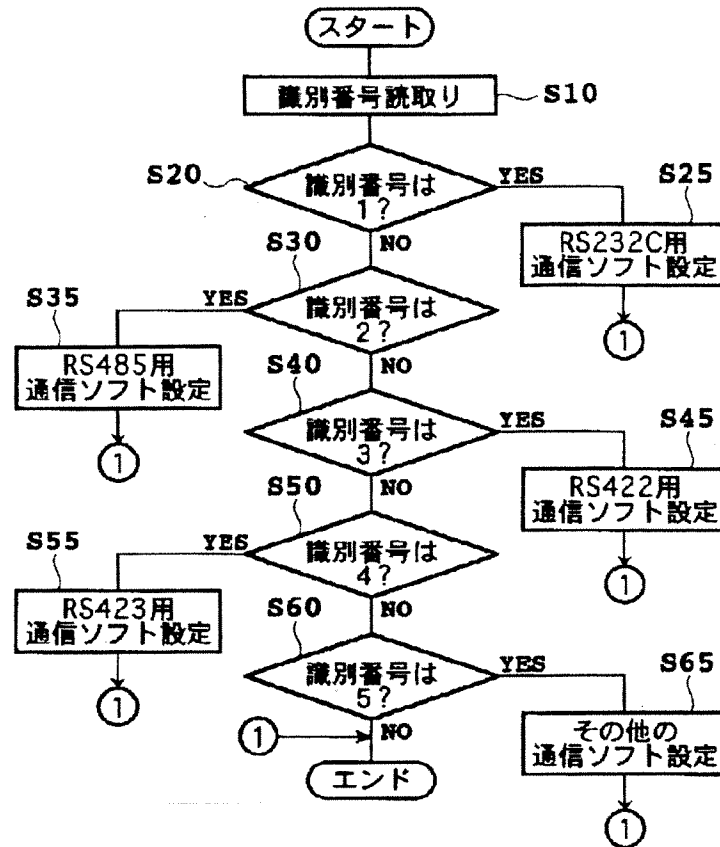 スタート
識別番号読取り
S10
S20
識別番号は
1?
YES
S25
RS232C用
通信ソフト設定
1
NO
S30
識別番号は
2?
YES
S35
RS485用
通信ソフト設定
1
NO
S40
識別番号は
3?
YES
S45
RS422用
通信ソフト設定
1
NO
S50
識別番号は
4?
YES
S55
RS423用
通信ソフト設定
1
NO
S60
識別番号は
5?
YES
S65
その他の
通信ソフト設定
1
NO
1
エンド